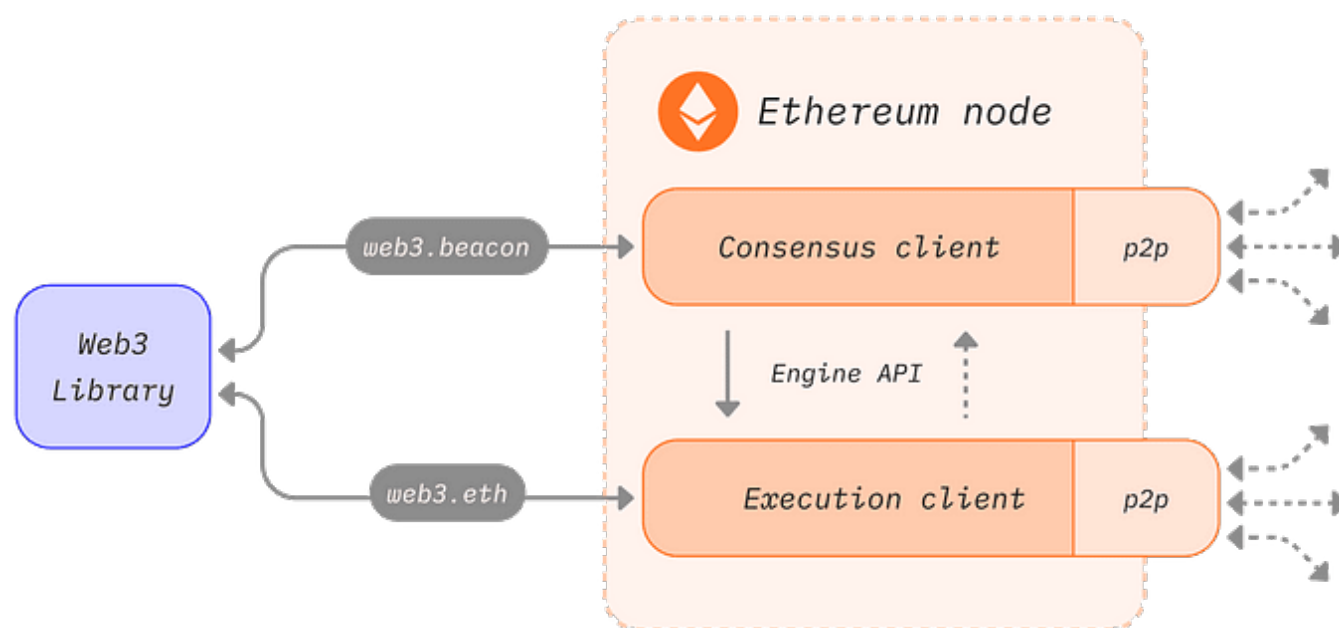 Ethereum node
web3.beacon
Consensus client
p2p
Web3
Library
Engine API
web3.eth
Execution client
p2p